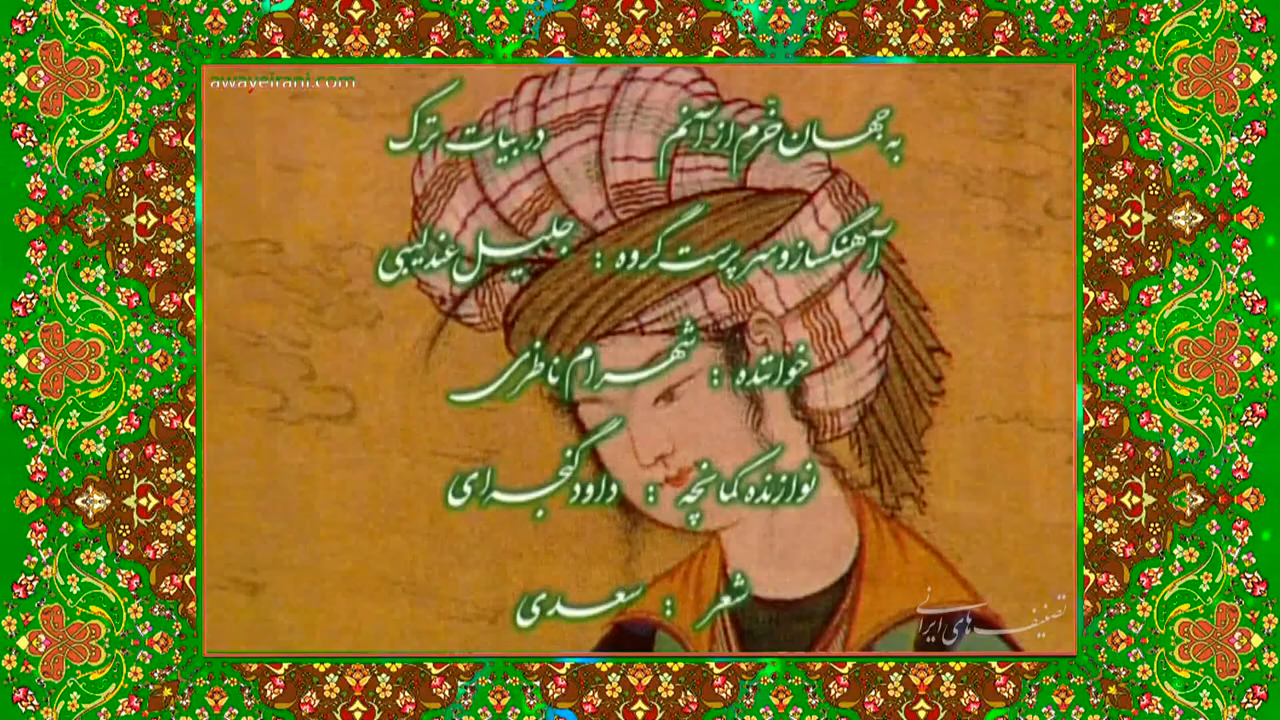 awayeirani.com
به جهان خرم از آنم در بیات ترک
آهنگساز و سرپرست گروه : جلیل عندلیبی
خواننده : شهرام ناظری
نوازنده کمانچه : داود گنجه ای
شعر : سعدی
تصنیف های ایرانی